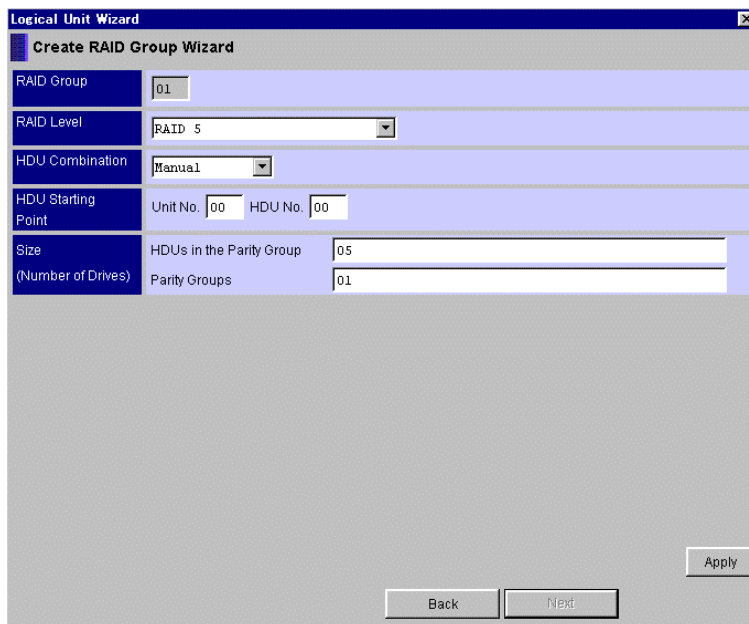 Logical Unit Wizard
Create RAID Group Wizard
RAID Group 01
RAID Level RAID 5
HDU Combination Manual
HDU Starting Point Unit No. 00 HDU No. 00
Size (Number of Drives) HDUs in the Parity Group 05
Parity Groups 01
Apply
Back Next